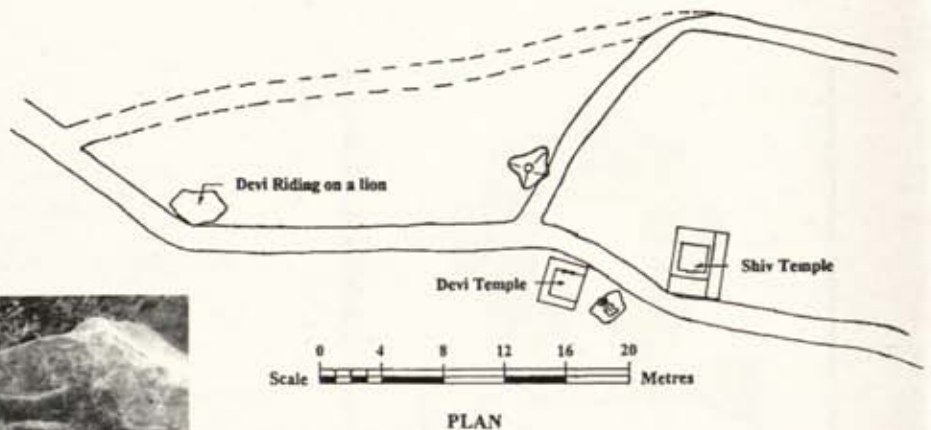 Devi Riding on a lion
Shiv Temple
Devi Temple
0 4 8 12 16 20
Scale Metres
PLAN